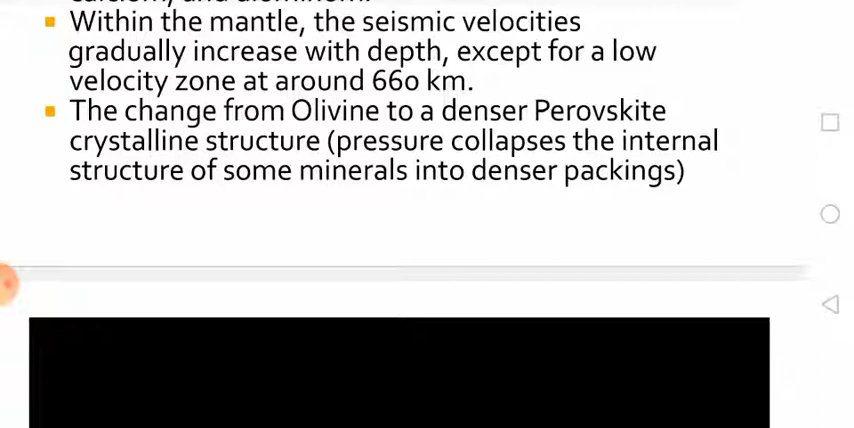 Within the mantle, the seismic velocities
gradually increase with depth, except for a low
velocity zone at around 660 km.
The change from Olivine to a denser Perovskite
crystalline structure (pressure collapses the internal
structure of some minerals into denser packings)